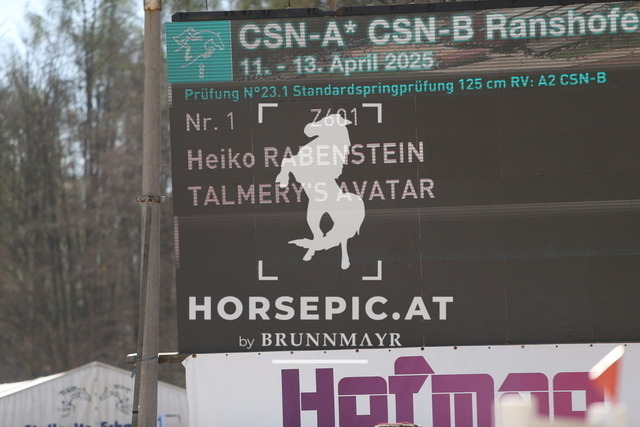 CSN-A* CSN-B Ranshofe
11. - 13. April 2025
Prüfung N°23.1 Standardspringprüfung 125 cm RV: A2 CSN-B
Nr. 1 Z601
Heiko RABENSTEIN
TALMERY'S AVATAR
HORSEPIC.AT
by BRUNNMAYR